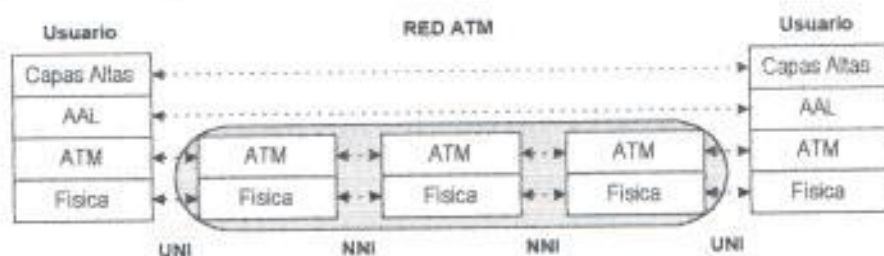 Usuario RED ATM Usuario
Capas Altas Capas Altas
AAL AAL
ATM ATM ATM ATM ATM
Fisica Fisica Fisica Fisica Fisica
UNI NNI NNI UNI